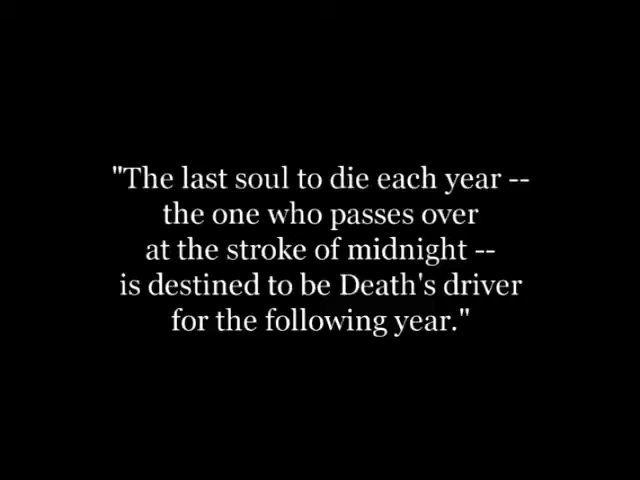 "The last soul to die each year --
the one who passes over
at the stroke of midnight --
is destined to be Death's driver
for the following year."